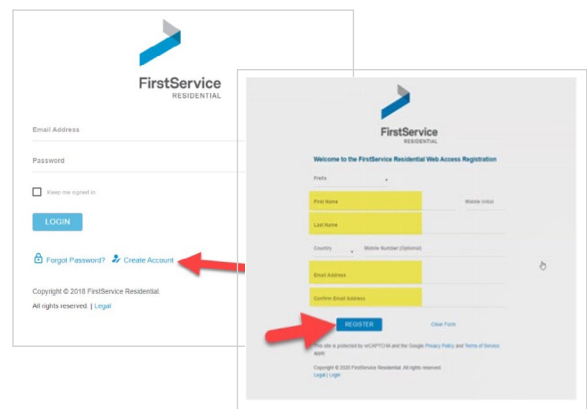 FirstService
RESIDENTIAL
Email Address
Password
Keep me signed in
LOGIN
Forgot Password? Create Account
Copyright © 2018 FirstService Residential.
All rights reserved. | Legal
FirstService
RESIDENTIAL
Welcome to the FirstService Residential Web Access Registration
Prefix
First Name Middle Initial
Last Name
Country Mobile Number (Optional)
Email Address
Confirm Email Address
REGISTER Clear Form
This site is protected by reCAPTCHA and the Google Privacy Policy and Terms of Service
apply.
Copyright © 2020 FirstService Residential. All rights reserved.
Legal | Login